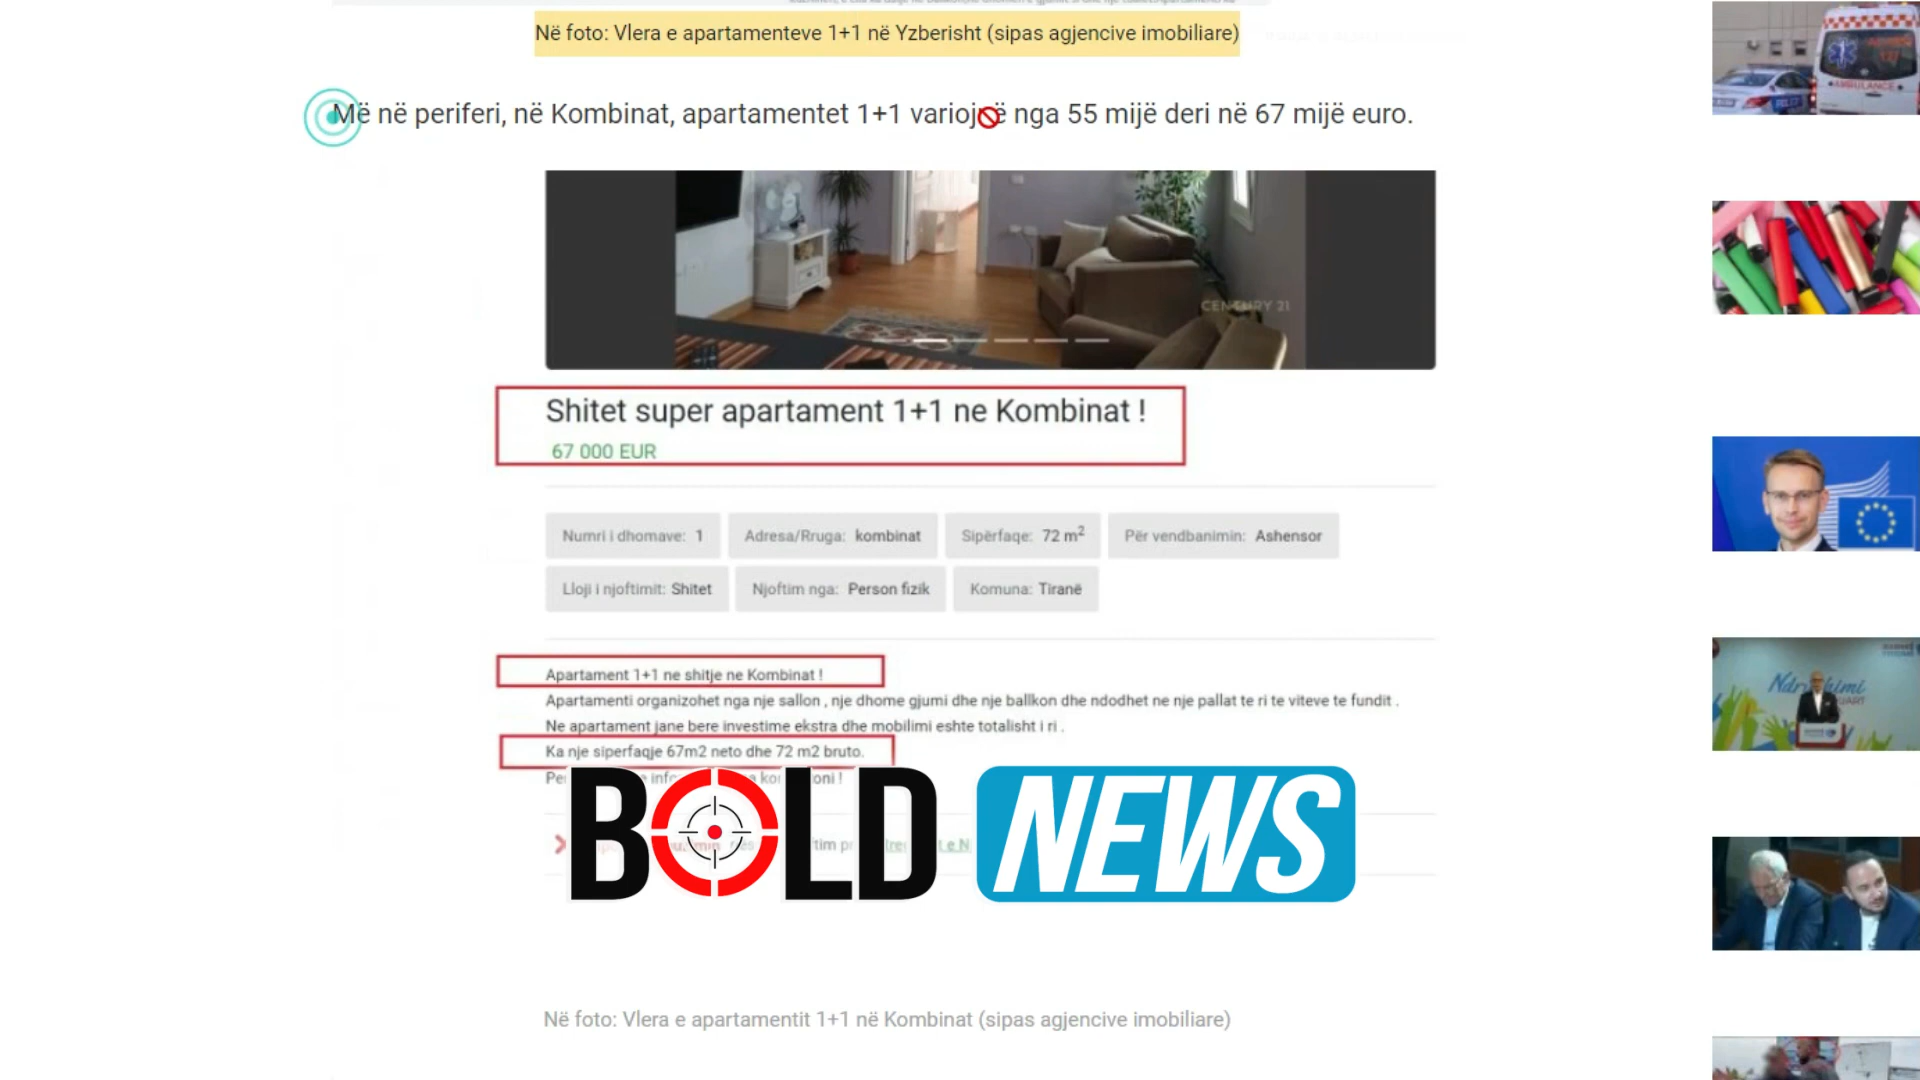 Në foto: Vlera e apartamenteve 1+1 në Yzberisht (sipas agjencive imobiliare)
Më në periferi, në Kombinat, apartamentet 1+1 variojnë nga 55 mijë deri në 67 mijë euro.
CENTURY 21
Shitet super apartament 1+1 ne Kombinat !
67 000 EUR
Numri i dhomave: 1 Adresa/Rruga: kombinat Sipërfaqe: 72 m² Për vendbanimin: Ashensor
Lloji i njoftimit: Shitet Njoftim nga: Person fizik Komuna: Tiranë
Apartament 1+1 ne shitje ne Kombinat !
Apartamenti organizohet nga nje sallon , nje dhome gjumi dhe nje ballkon dhe ndodhet ne nje pallat te ri te viteve te fundit .
Ne apartament jane bere investime ekstra dhe mobilimi eshte totalisht i ri .
Ka nje siperfaqje 67m2 neto dhe 72 m2 bruto.
BOLD NEWS
Në foto: Vlera e apartamentit 1+1 në Kombinat (sipas agjencive imobiliare)
AMBULANCE